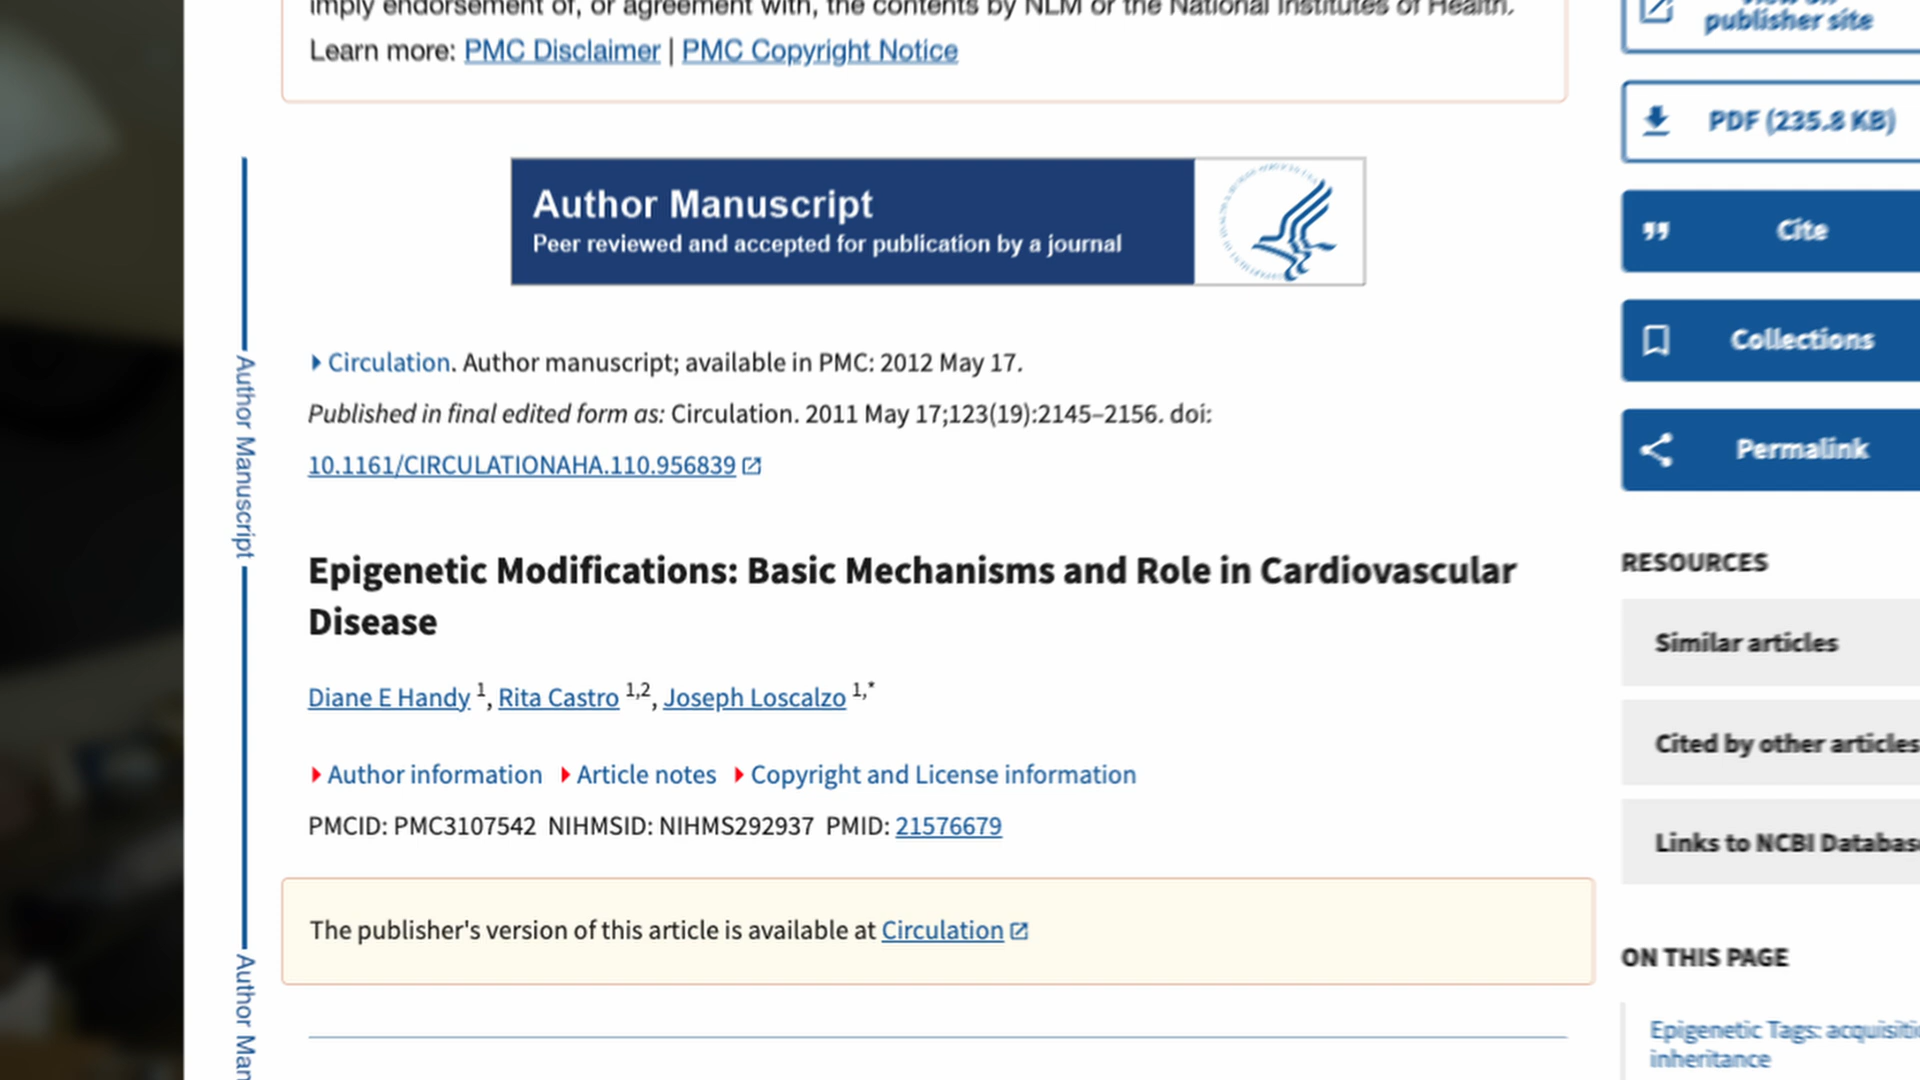 imply endorsement of, or agreement with, the contents by NLM or the National Institutes of Health.
Learn more: PMC Disclaimer | PMC Copyright Notice
Author Manuscript
Peer reviewed and accepted for publication by a journal
Circulation. Author manuscript; available in PMC: 2012 May 17.
Published in final edited form as: Circulation. 2011 May 17;123(19):2145–2156. doi:
10.1161/CIRCULATIONAHA.110.956839
Epigenetic Modifications: Basic Mechanisms and Role in Cardiovascular
Disease
Diane E Handy 1, Rita Castro 1,2, Joseph Loscalzo 1,*
Author information Article notes Copyright and License information
PMCID: PMC3107542 NIHMSID: NIHMS292937 PMID: 21576679
The publisher's version of this article is available at Circulation
Author Manuscript
Author Man
publisher site
PDF (235.8 KB)
Cite
Collections
Permalink
RESOURCES
Similar articles
Cited by other articles
Links to NCBI Databas
ON THIS PAGE
Epigenetic Tags: acquisiti
inheritance